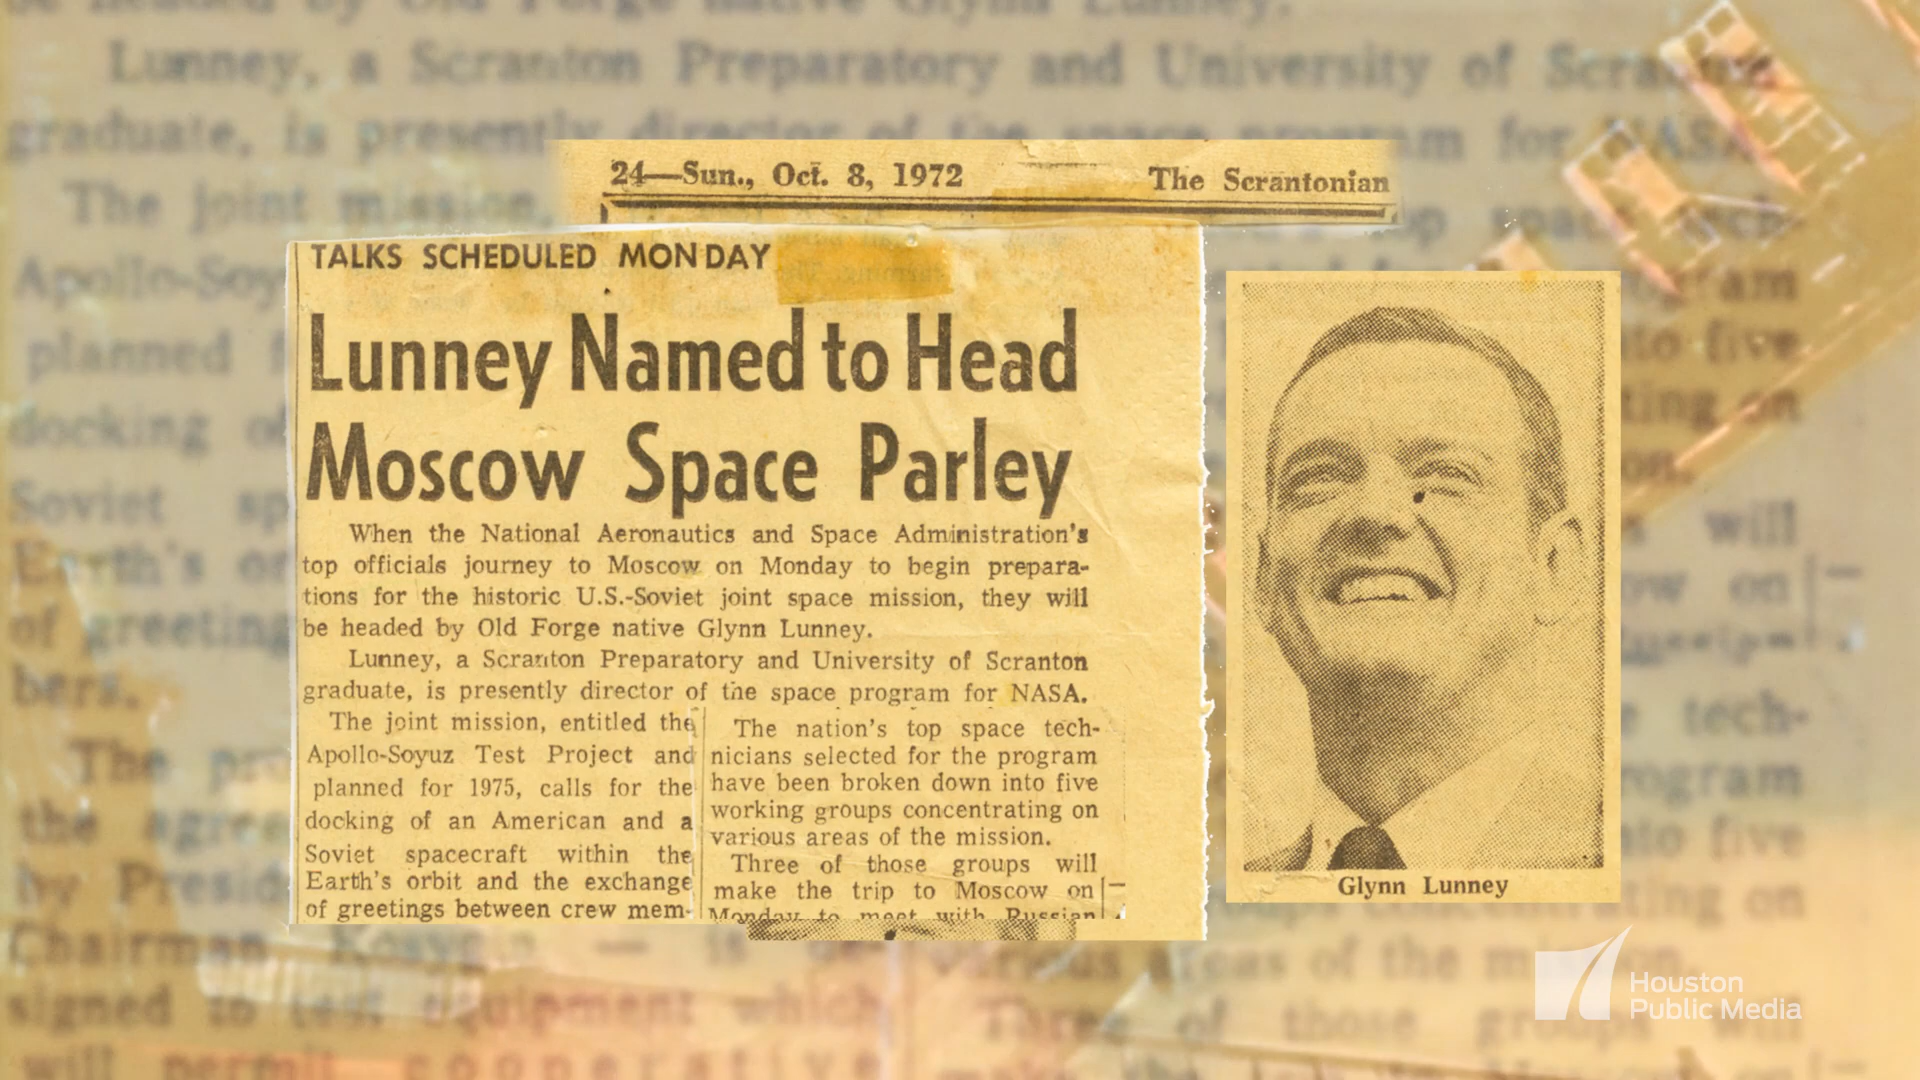 24—Sun., Oct. 8, 1972 The Scrantonian
TALKS SCHEDULED MONDAY
Lunney Named to Head
Moscow Space Parley
When the National Aeronautics and Space Administration's
top officials journey to Moscow on Monday to begin prepara-
tions for the historic U.S.-Soviet joint space mission, they will
be headed by Old Forge native Glynn Lunney.
Lunney, a Scranton Preparatory and University of Scranton
graduate, is presently director of the space program for NASA.
The joint mission, entitled the
Apollo-Soyuz Test Project and
planned for 1975, calls for the
docking of an American and a
Soviet spacecraft within the
Earth's orbit and the exchange
of greetings between crew mem-
The nation's top space tech-
nicians selected for the program
have been broken down into five
working groups concentrating on
various areas of the mission.
Three of those groups will
make the trip to Moscow on
Monday to meet with Russian
Glynn Lunney
Houston
Public Media